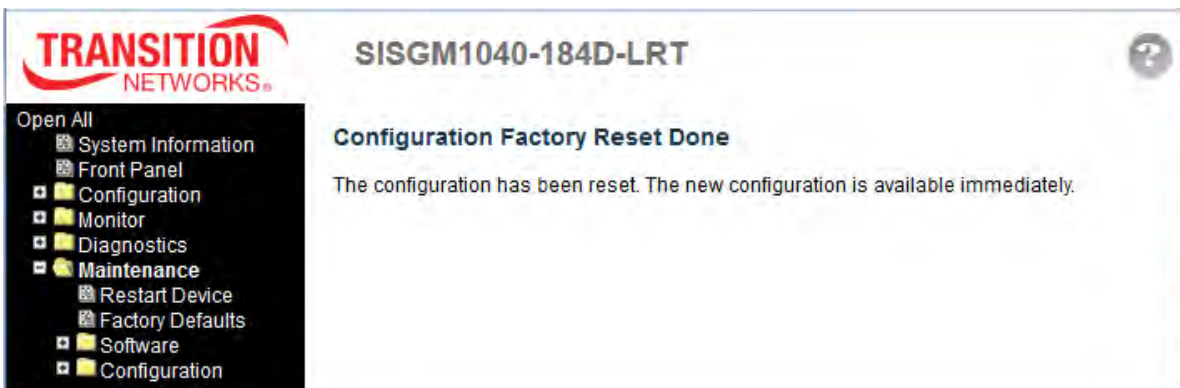 TRANSITION
NETWORKS®
SISGM1040-184D-LRT
?
Open All
System Information
Front Panel
Configuration
Monitor
Diagnostics
Maintenance
Restart Device
Factory Defaults
Software
Configuration
Configuration Factory Reset Done
The configuration has been reset. The new configuration is available immediately.